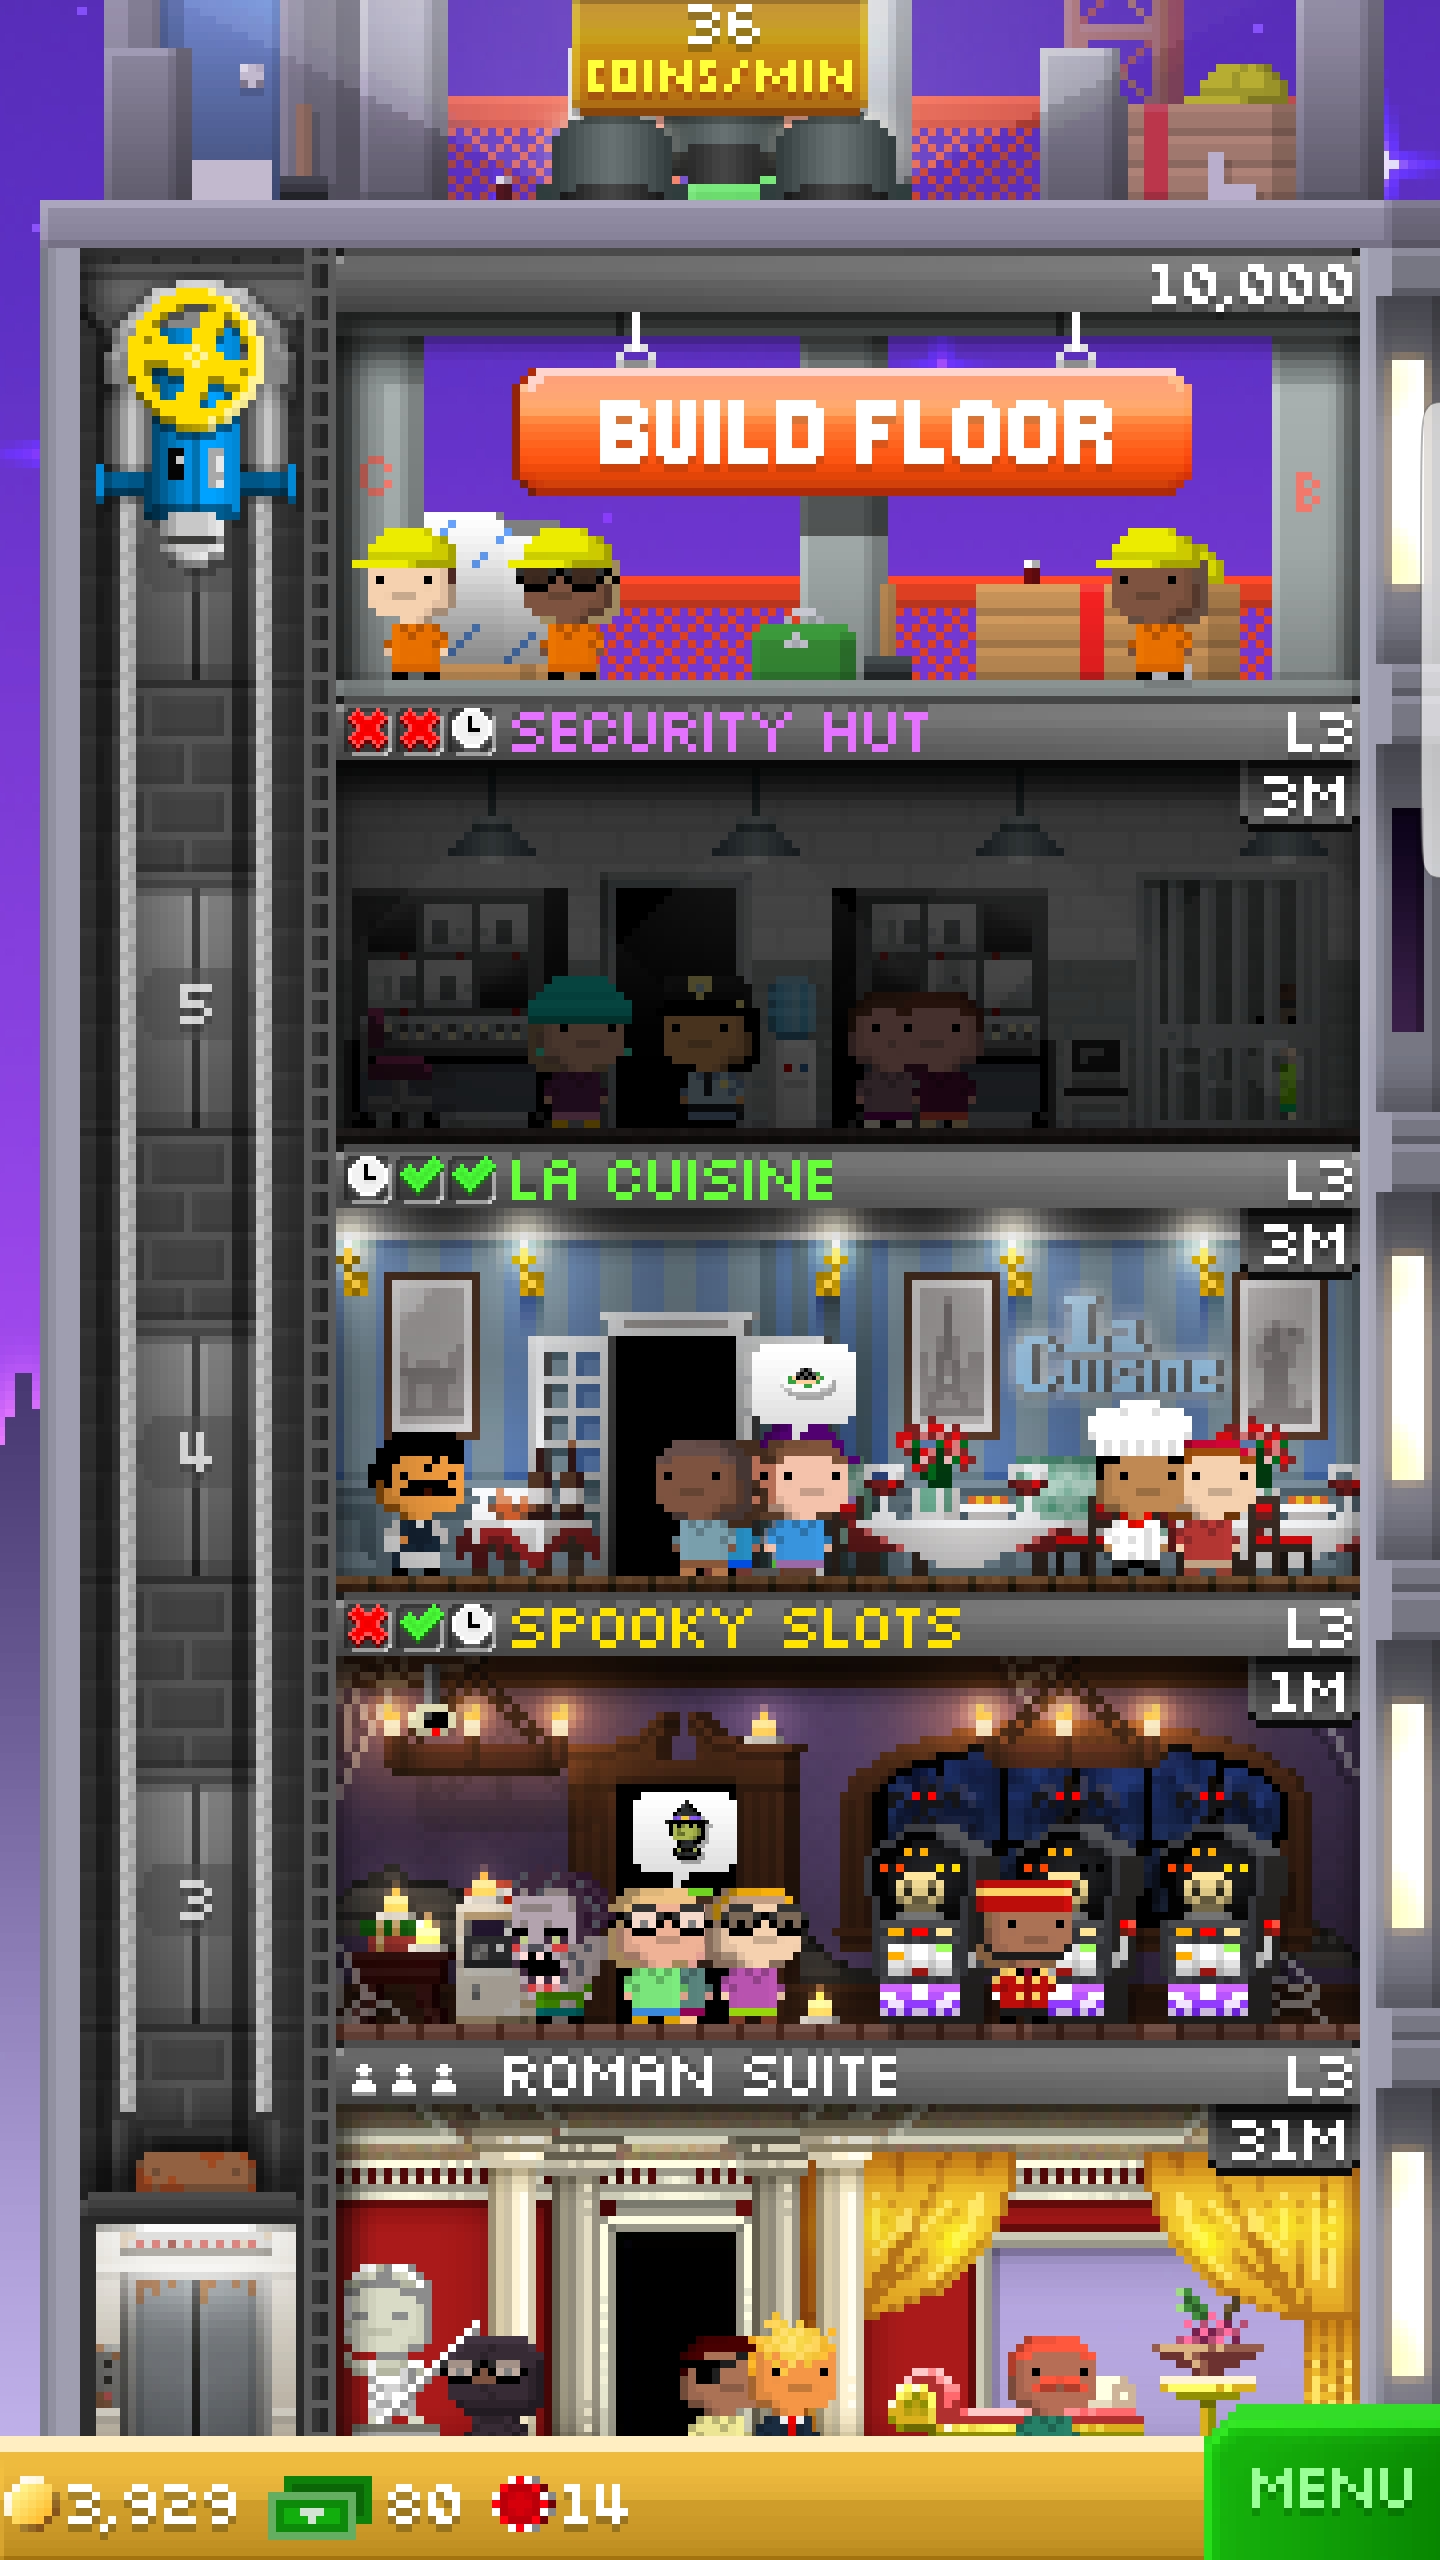 36
COINS/MIN
10,000
BUILD FLOOR
C
B
SECURITY HUT L3
3M
5
LA CUISINE L3
3M
La
Cuisine
4
SPOOKY SLOTS L3
1M
3
ROMAN SUITE L3
31M
3,929 80 14
MENU